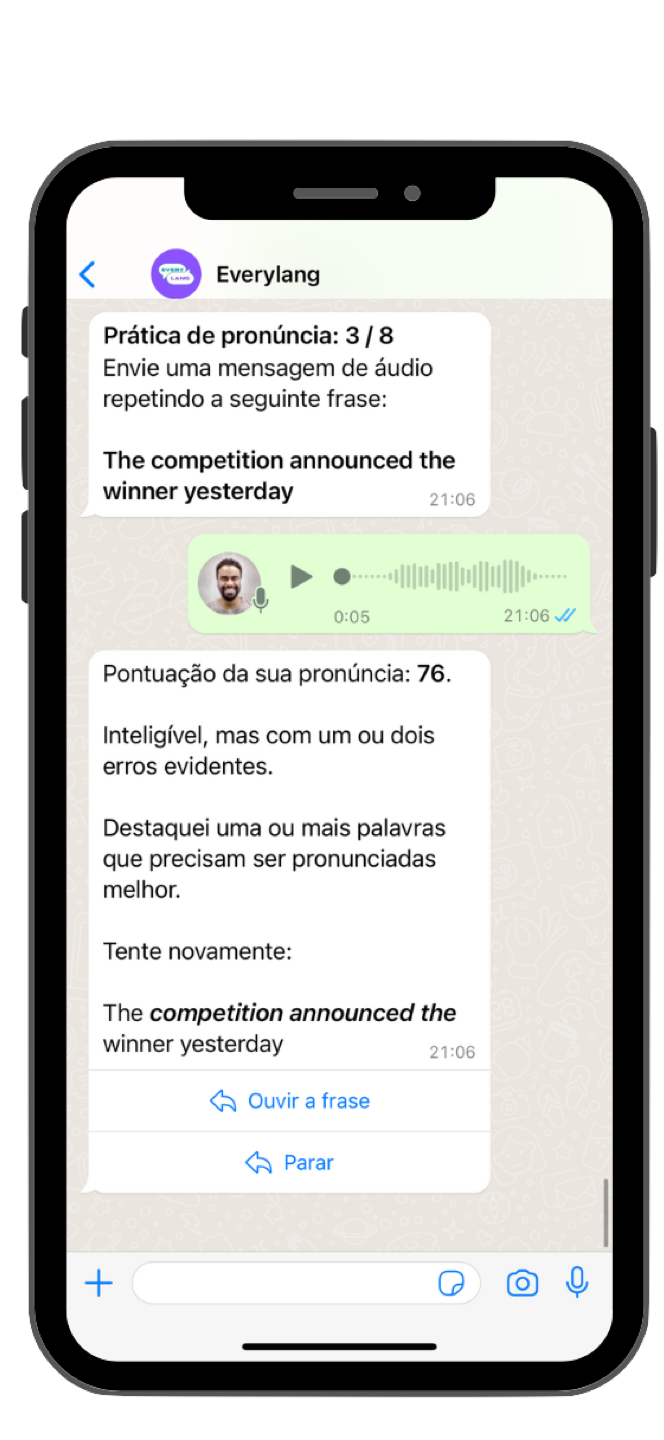 Everylang
EVERY
LANG
Prática de pronúncia: 3 / 8
Envie uma mensagem de áudio
repetindo a seguinte frase:
The competition announced the
winner yesterday
21:06
0:05
21:06
Pontuação da sua pronúncia: 76.
Inteligível, mas com um ou dois
erros evidentes.
Destaquei uma ou mais palavras
que precisam ser pronunciadas
melhor.
Tente novamente:
The competition announced the
winner yesterday
21:06
Ouvir a frase
Parar